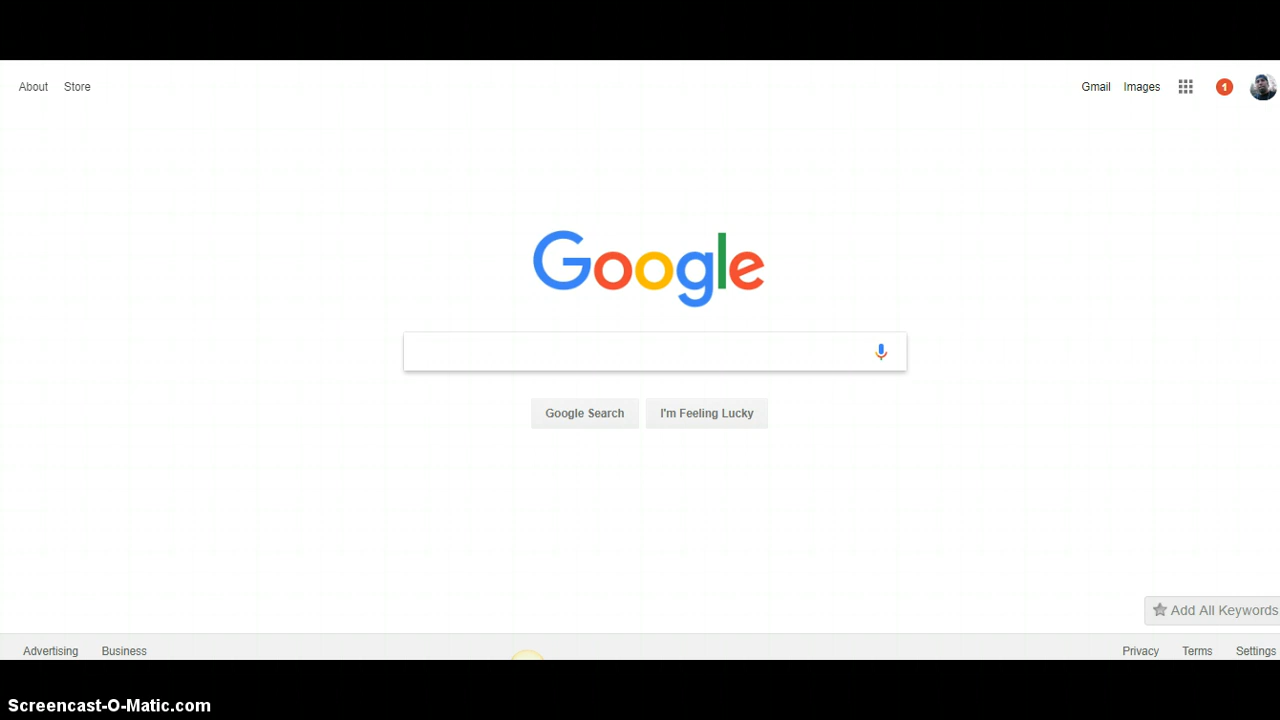 About Store
Gmail Images 1
Google
Google Search I'm Feeling Lucky
Add All Keywords
Advertising Business
Privacy Terms Settings
Screencast-O-Matic.com